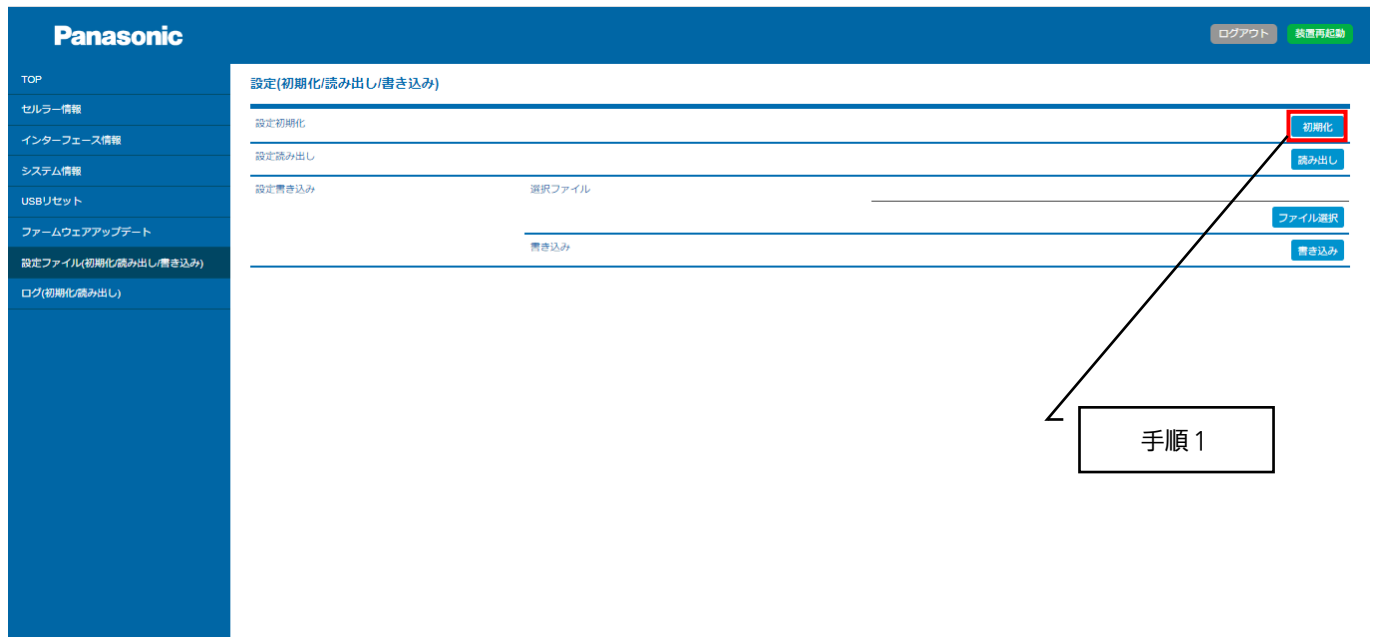 Panasonic
ログアウト 装置再起動
TOP
セルラー情報
インターフェース情報
システム情報
USBリセット
ファームウェアアップデート
設定ファイル(初期化/読み出し/書き込み)
ログ(初期化/読み出し)
設定(初期化/読み出し/書き込み)
設定初期化 初期化
設定読み出し 読み出し
設定書き込み 選択ファイル
ファイル選択
書き込み 書き込み
手順1